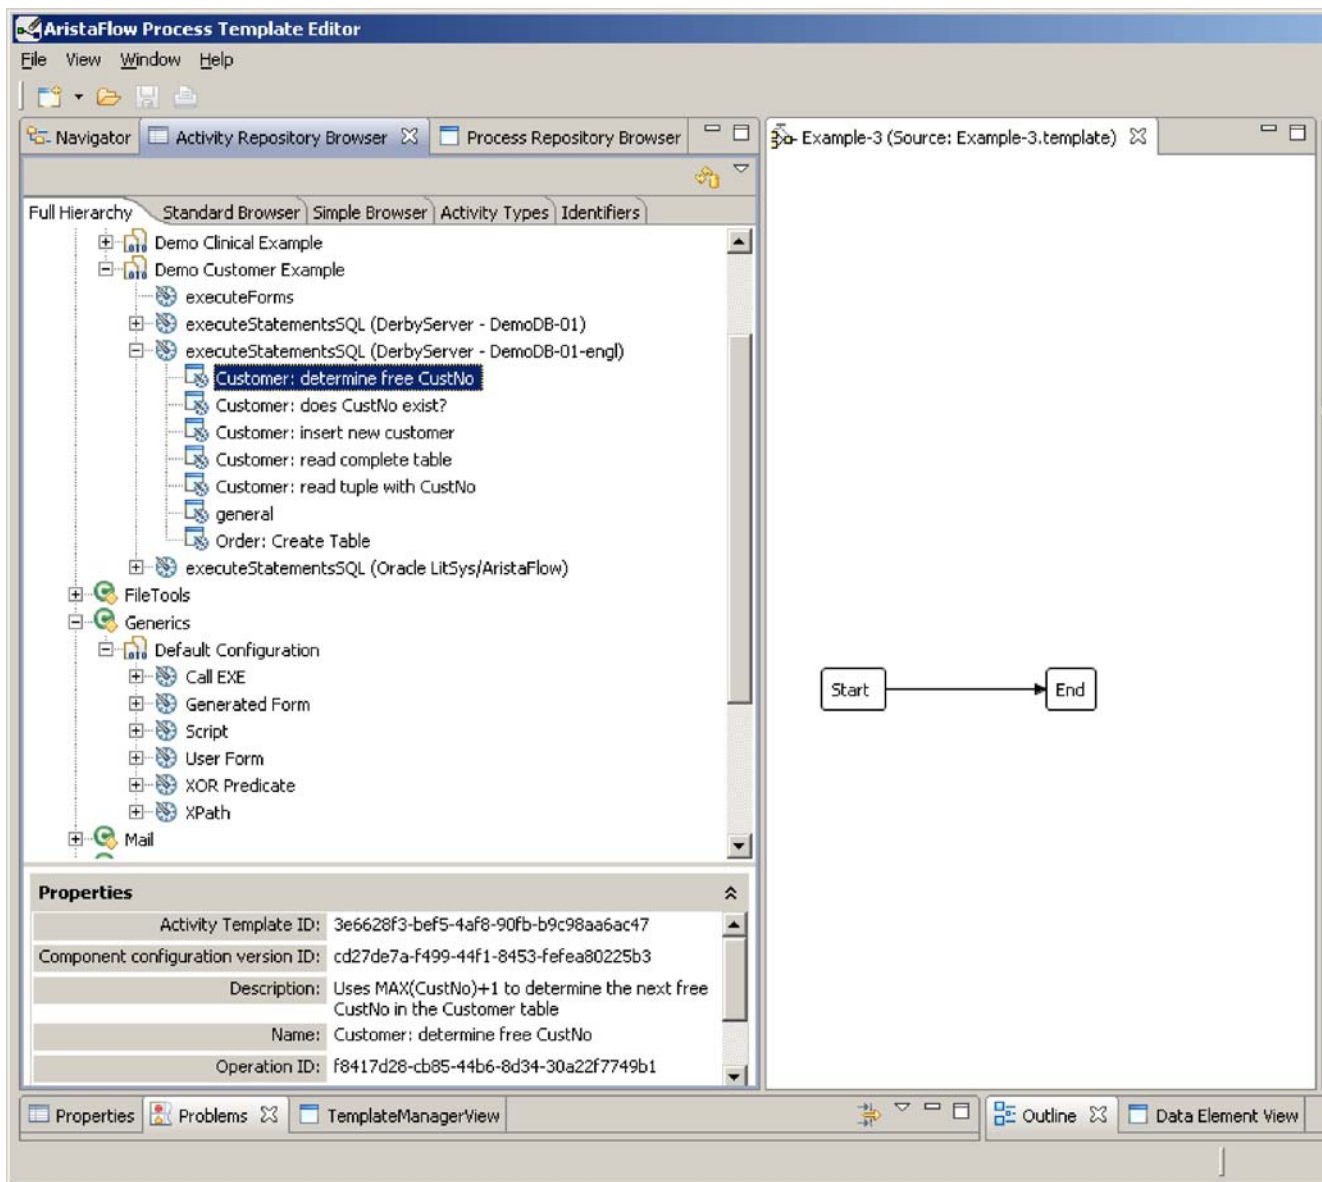 AristaFlow Process Template Editor
File View Window Help
Navigator Activity Repository Browser Process Repository Browser
Example-3 (Source: Example-3.template)
Full Hierarchy Standard Browser Simple Browser Activity Types Identifiers
Demo Clinical Example
Demo Customer Example
executeForms
executeStatementsSQL (DerbyServer - DemoDB-01)
executeStatementsSQL (DerbyServer - DemoDB-01-engl)
Customer: determine free CustNo
Customer: does CustNo exist?
Customer: insert new customer
Customer: read complete table
Customer: read tuple with CustNo
general
Order: Create Table
executeStatementsSQL (Oracle LitSys/AristaFlow)
FileTools
Generics
Default Configuration
Call EXE
Generated Form
Script
User Form
XOR Predicate
XPath
Mail
Start End
Properties
Activity Template ID: 3e6628f3-bef5-4af8-90fb-b9c98aa6ac47
Component configuration version ID: cd27de7a-f499-44f1-8453-fefea80225b3
Description: Uses MAX(CustNo)+1 to determine the next free
CustNo in the Customer table
Name: Customer: determine free CustNo
Operation ID: f8417d28-cb85-44b6-8d34-30a22f7749b1
Properties Problems TemplateManagerView
Outline Data Element View